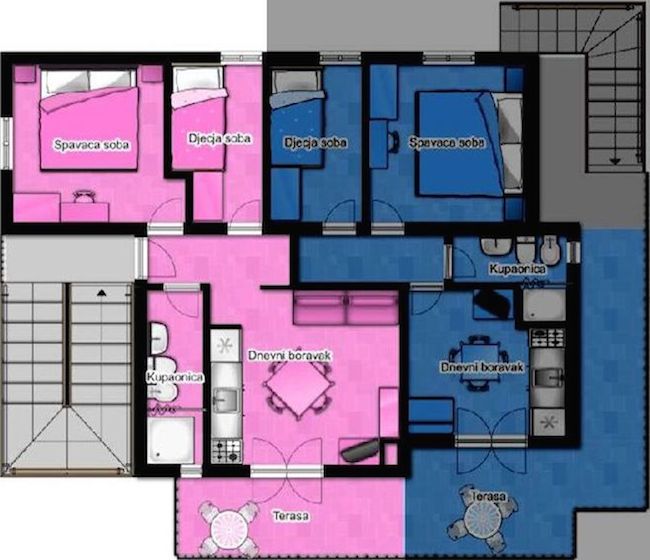 Spavaca soba
Djecja soba
Djecja soba
Spavaca soba
Kupaonica
Dnevni boravak
Kupaonica
Dnevni boravak
Terasa
Terasa